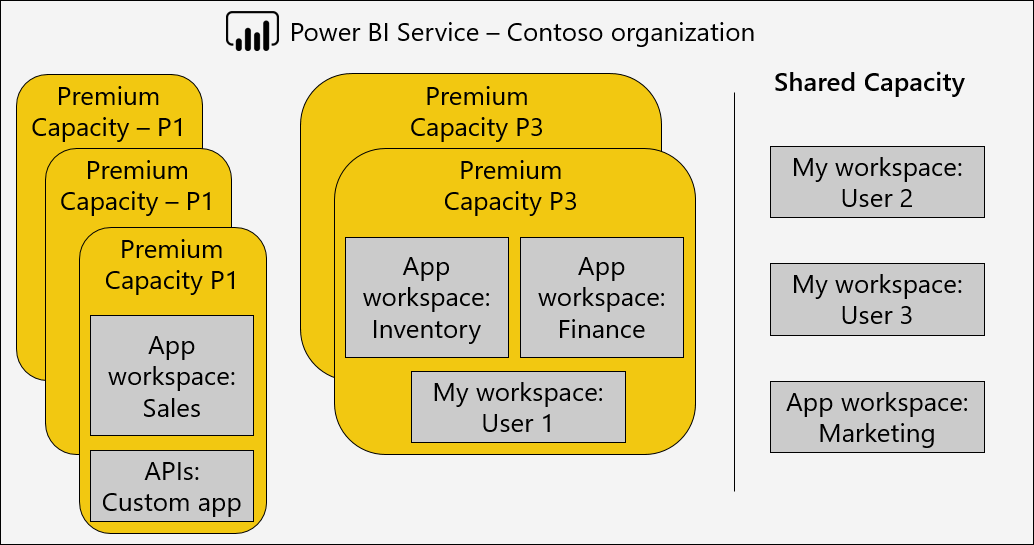 Power BI Service – Contoso organization
Premium
Capacity – P1
Premium
Capacity – P1
Premium
Capacity P1
App
workspace:
Sales
APIs:
Custom app
Premium
Capacity P3
Premium
Capacity P3
App
workspace:
Inventory
App
workspace:
Finance
My workspace:
User 1
Shared Capacity
My workspace:
User 2
My workspace:
User 3
App workspace:
Marketing